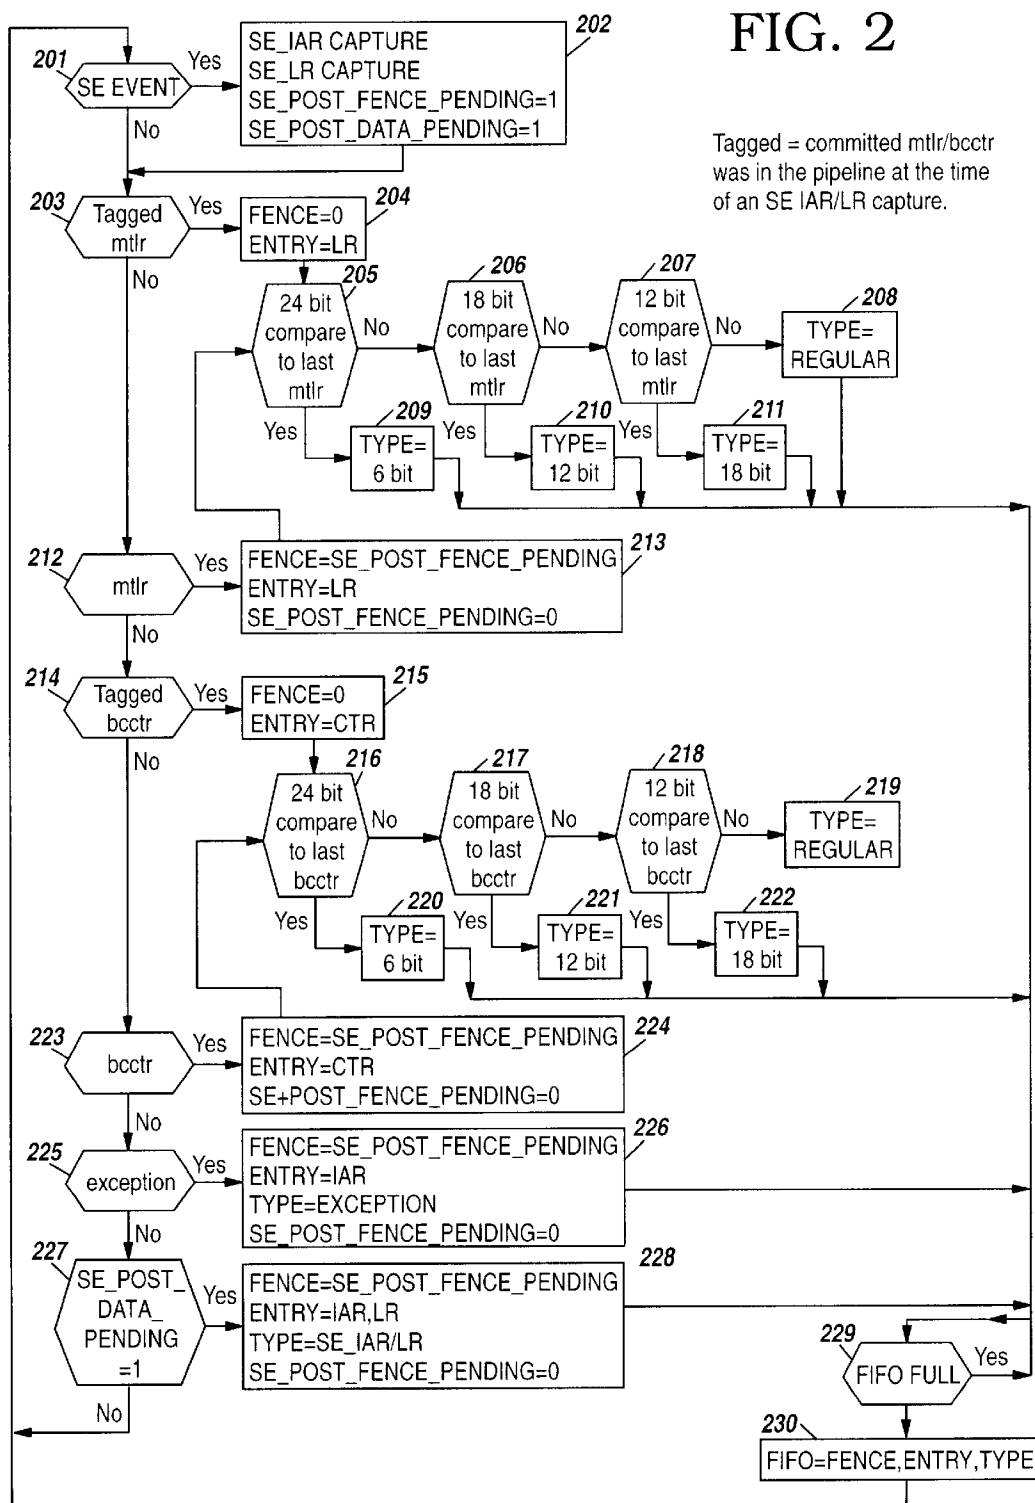 FIG. 2
Tagged = committed mtlr/bcctr
was in the pipeline at the time
of an SE IAR/LR capture.
201
SE EVENT
Yes
No
202
SE_IAR CAPTURE
SE_LR CAPTURE
SE_POST_FENCE_PENDING=1
SE_POST_DATA_PENDING=1
203
Tagged
mtlr
Yes
No
204
FENCE=0
ENTRY=LR
205
24 bit
compare
to last
mtlr
No
Yes
206
18 bit
compare
to last
mtlr
No
Yes
207
12 bit
compare
to last
mtlr
No
Yes
208
TYPE=
REGULAR
209
TYPE=
6 bit
210
TYPE=
12 bit
211
TYPE=
18 bit
212
mtlr
Yes
No
213
FENCE=SE_POST_FENCE_PENDING
ENTRY=LR
SE_POST_FENCE_PENDING=0
214
Tagged
bcctr
Yes
No
215
FENCE=0
ENTRY=CTR
216
24 bit
compare
to last
bcctr
No
Yes
217
18 bit
compare
to last
bcctr
No
Yes
218
12 bit
compare
to last
bcctr
No
Yes
219
TYPE=
REGULAR
220
TYPE=
6 bit
221
TYPE=
12 bit
222
TYPE=
18 bit
223
bcctr
Yes
No
224
FENCE=SE_POST_FENCE_PENDING
ENTRY=CTR
SE+POST_FENCE_PENDING=0
225
exception
Yes
No
226
FENCE=SE_POST_FENCE_PENDING
ENTRY=IAR
TYPE=EXCEPTION
SE_POST_FENCE_PENDING=0
227
SE_POST_
DATA_
PENDING
=1
Yes
No
228
FENCE=SE_POST_FENCE_PENDING
ENTRY=IAR,LR
TYPE=SE_IAR/LR
SE_POST_FENCE_PENDING=0
229
FIFO FULL
Yes
230
FIFO=FENCE,ENTRY,TYPE